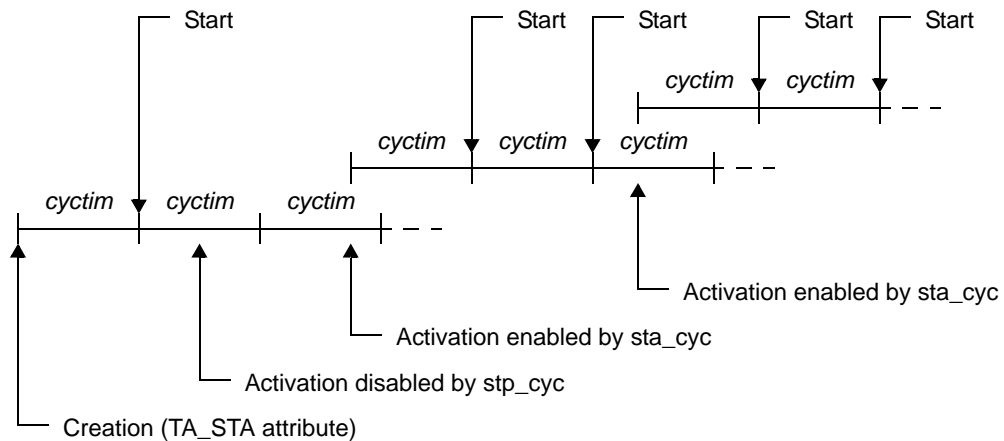 Start
Start
Start
Start
Start
cyctim
cyctim
cyctim
cyctim
cyctim
cyctim
cyctim
cyctim
Activation enabled by sta_cyc
Activation enabled by sta_cyc
Activation disabled by stp_cyc
Creation (TA_STA attribute)